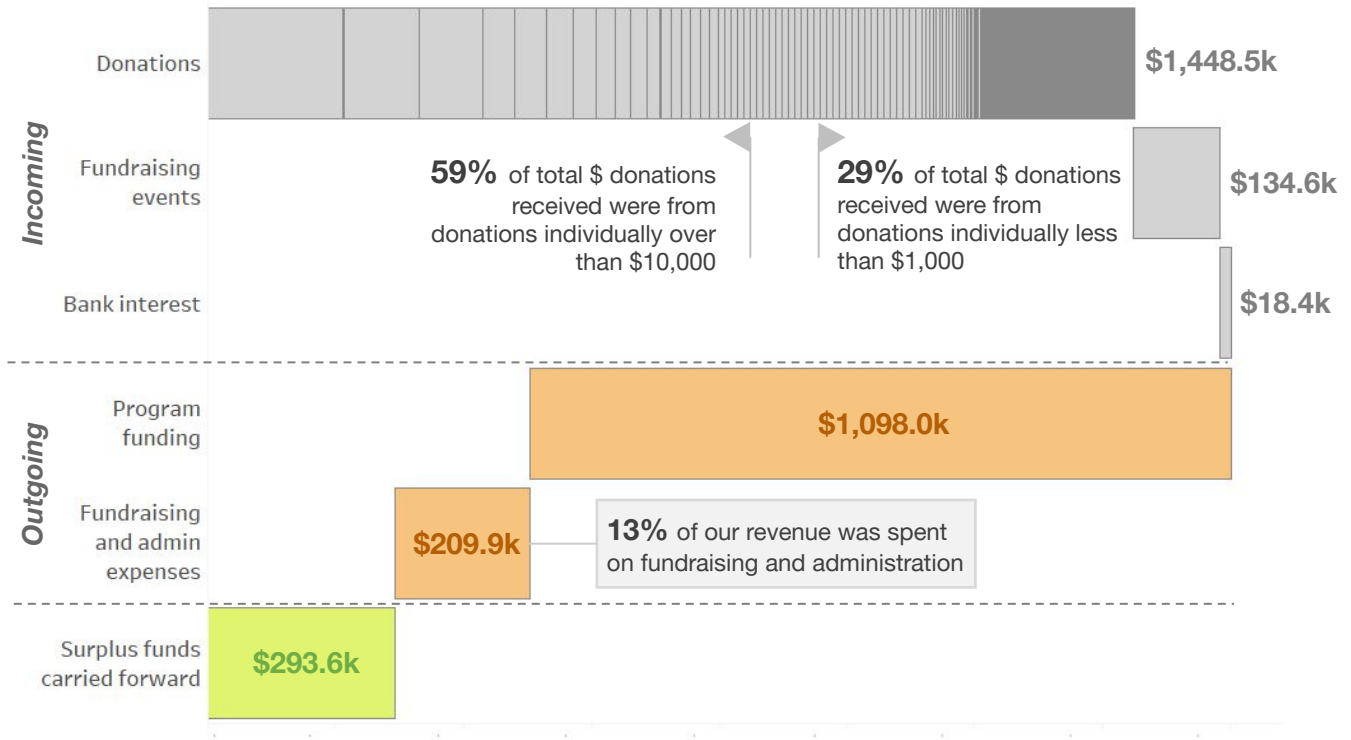 Incoming
Donations
$1,448.5k
Fundraising
events
$134.6k
59% of total $ donations
received were from
donations individually over
than $10,000
29% of total $ donations
received were from
donations individually less
than $1,000
Bank interest
$18.4k
Outgoing
Program
funding
$1,098.0k
Fundraising
and admin
expenses
$209.9k
13% of our revenue was spent
on fundraising and administration
Surplus funds
carried forward
$293.6k